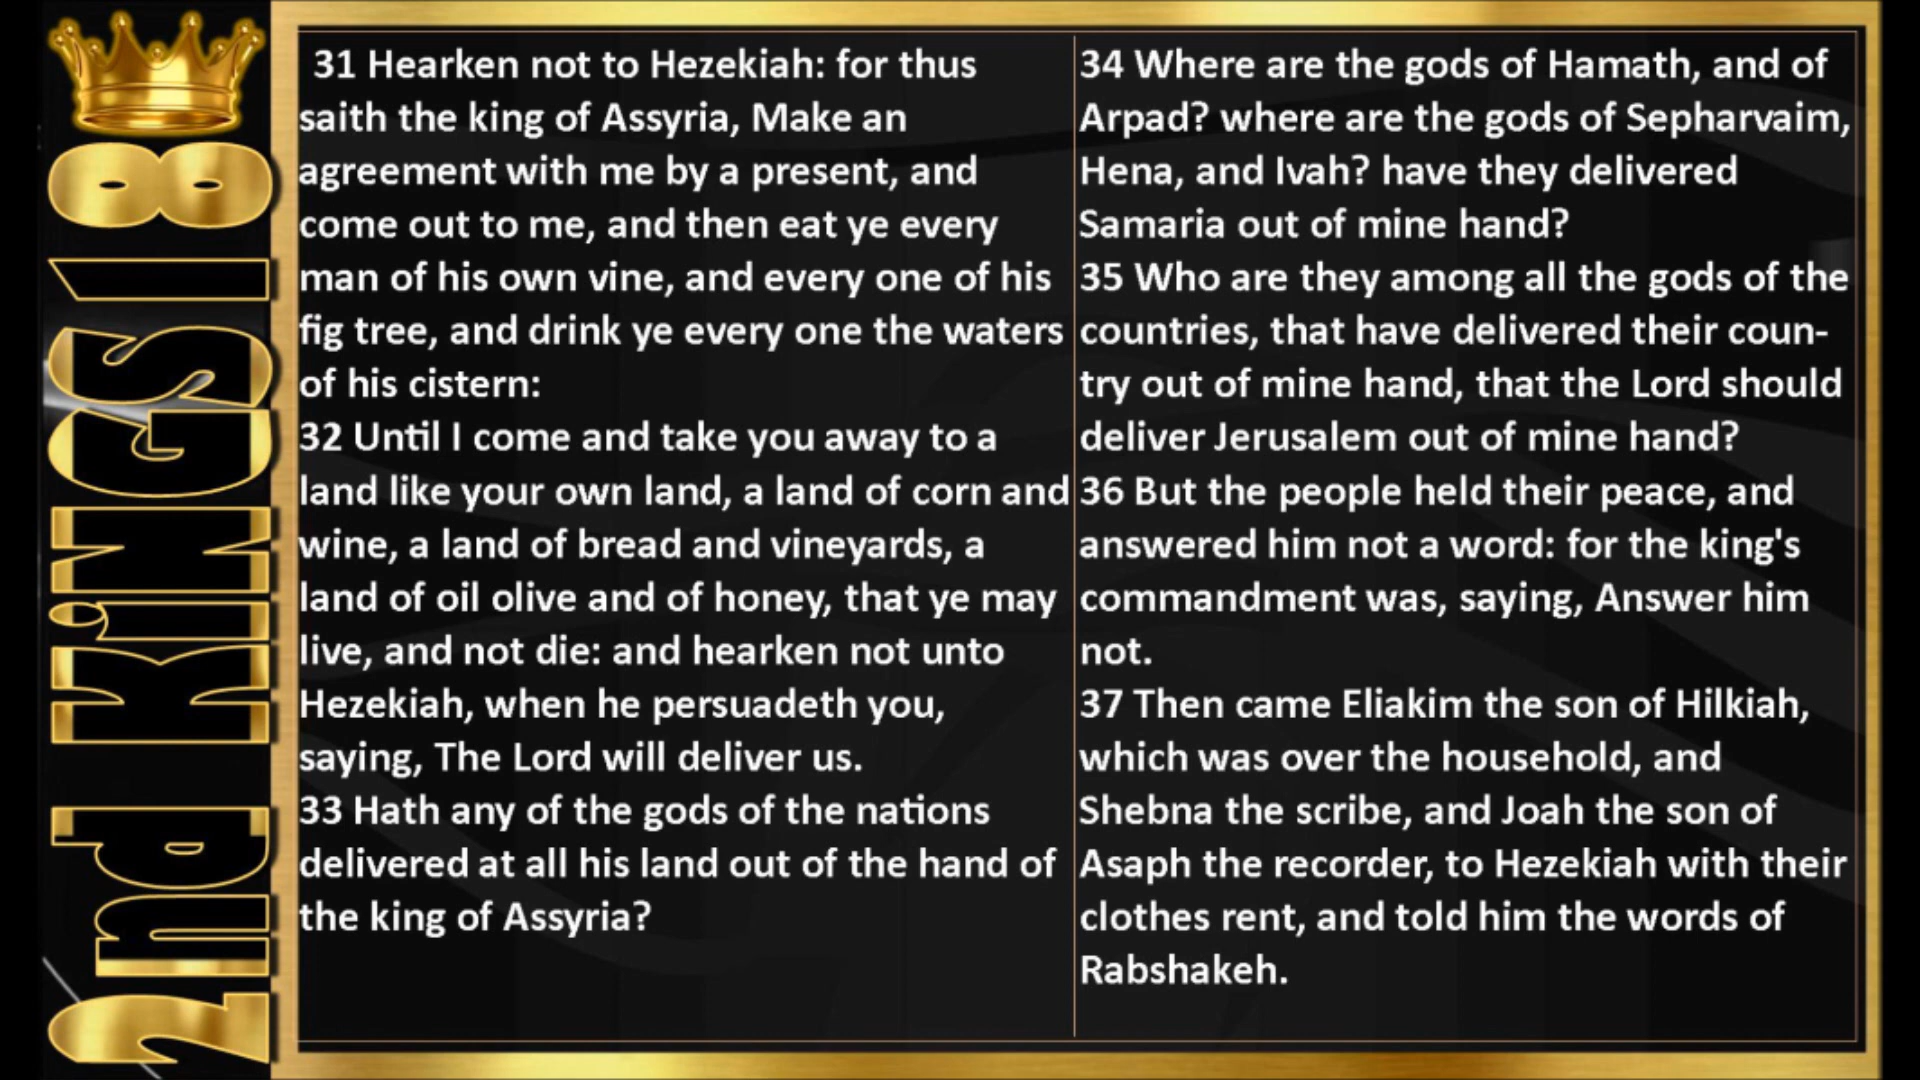 2nd KiNGS 18
31 Hearken not to Hezekiah: for thus
saith the king of Assyria, Make an
agreement with me by a present, and
come out to me, and then eat ye every
man of his own vine, and every one of his
fig tree, and drink ye every one the waters
of his cistern:
32 Until I come and take you away to a
land like your own land, a land of corn and
wine, a land of bread and vineyards, a
land of oil olive and of honey, that ye may
live, and not die: and hearken not unto
Hezekiah, when he persuadeth you,
saying, The Lord will deliver us.
33 Hath any of the gods of the nations
delivered at all his land out of the hand of
the king of Assyria?
34 Where are the gods of Hamath, and of
Arpad? where are the gods of Sepharvaim,
Hena, and Ivah? have they delivered
Samaria out of mine hand?
35 Who are they among all the gods of the
countries, that have delivered their coun-
try out of mine hand, that the Lord should
deliver Jerusalem out of mine hand?
36 But the people held their peace, and
answered him not a word: for the king's
commandment was, saying, Answer him
not.
37 Then came Eliakim the son of Hilkiah,
which was over the household, and
Shebna the scribe, and Joah the son of
Asaph the recorder, to Hezekiah with their
clothes rent, and told him the words of
Rabshakeh.